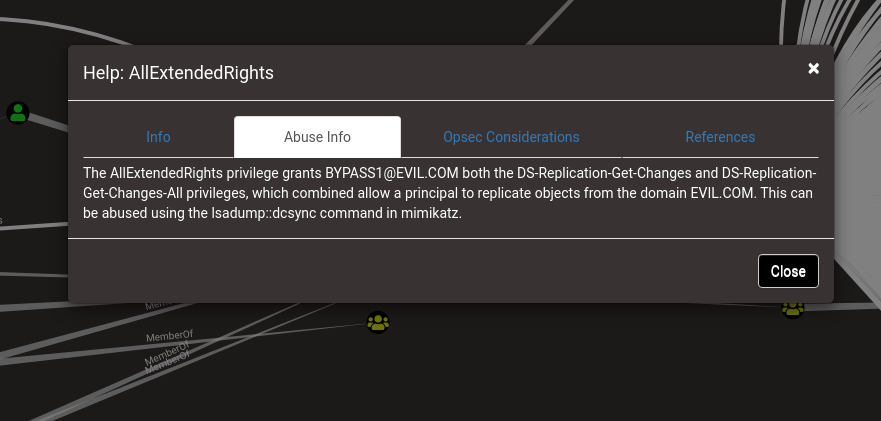 Help: AllExtendedRights
×
Info
Abuse Info
Opsec Considerations
References
The AllExtendedRights privilege grants BYPASS1@EVIL.COM both the DS-Replication-Get-Changes and DS-Replication-
Get-Changes-All privileges, which combined allow a principal to replicate objects from the domain EVIL.COM. This can
be abused using the lsadump::dcsync command in mimikatz.
Close
MemberOf
MemberOf
MemberOf